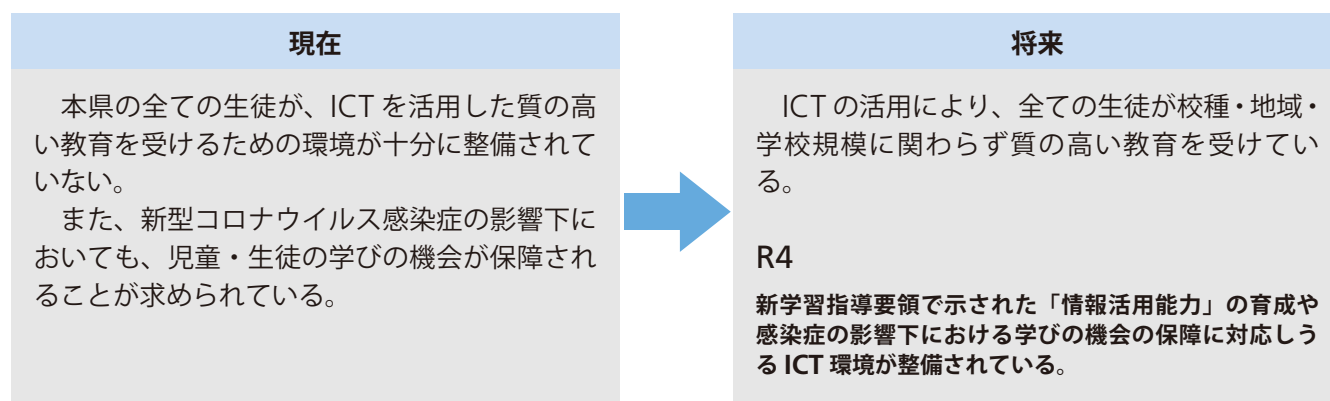 現在
本県の全ての生徒が、ICT を活用した質の高
い教育を受けるための環境が十分に整備されて
いない。
また、新型コロナウイルス感染症の影響下に
おいても、児童・生徒の学びの機会が保障され
ることが求められている。
将来
ICT の活用により、全ての生徒が校種・地域・
学校規模に関わらず質の高い教育を受けてい
る。
R4
新学習指導要領で示された「情報活用能力」の育成や
感染症の影響下における学びの機会の保障に対応しう
る ICT 環境が整備されている。